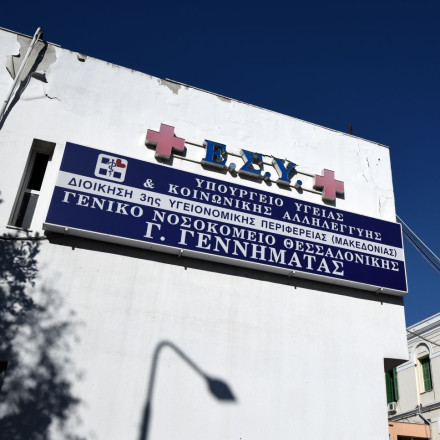 Ε.Σ.Υ.
ΥΠΟΥΡΓΕΙΟ ΥΓΕΙΑΣ
& ΚΟΙΝΩΝΙΚΗΣ ΑΛΛΗΛΕΓΓΥΗΣ
ΔΙΟΙΚΗΣΗ 3ης ΥΓΕΙΟΝΟΜΙΚΗΣ ΠΕΡΙΦΕΡΕΙΑΣ (ΜΑΚΕΔΟΝΙΑΣ)
ΓΕΝΙΚΟ ΝΟΣΟΚΟΜΕΙΟ ΘΕΣΣΑΛΟΝΙΚΗΣ
Γ. ΓΕΝΝΗΜΑΤΑΣ